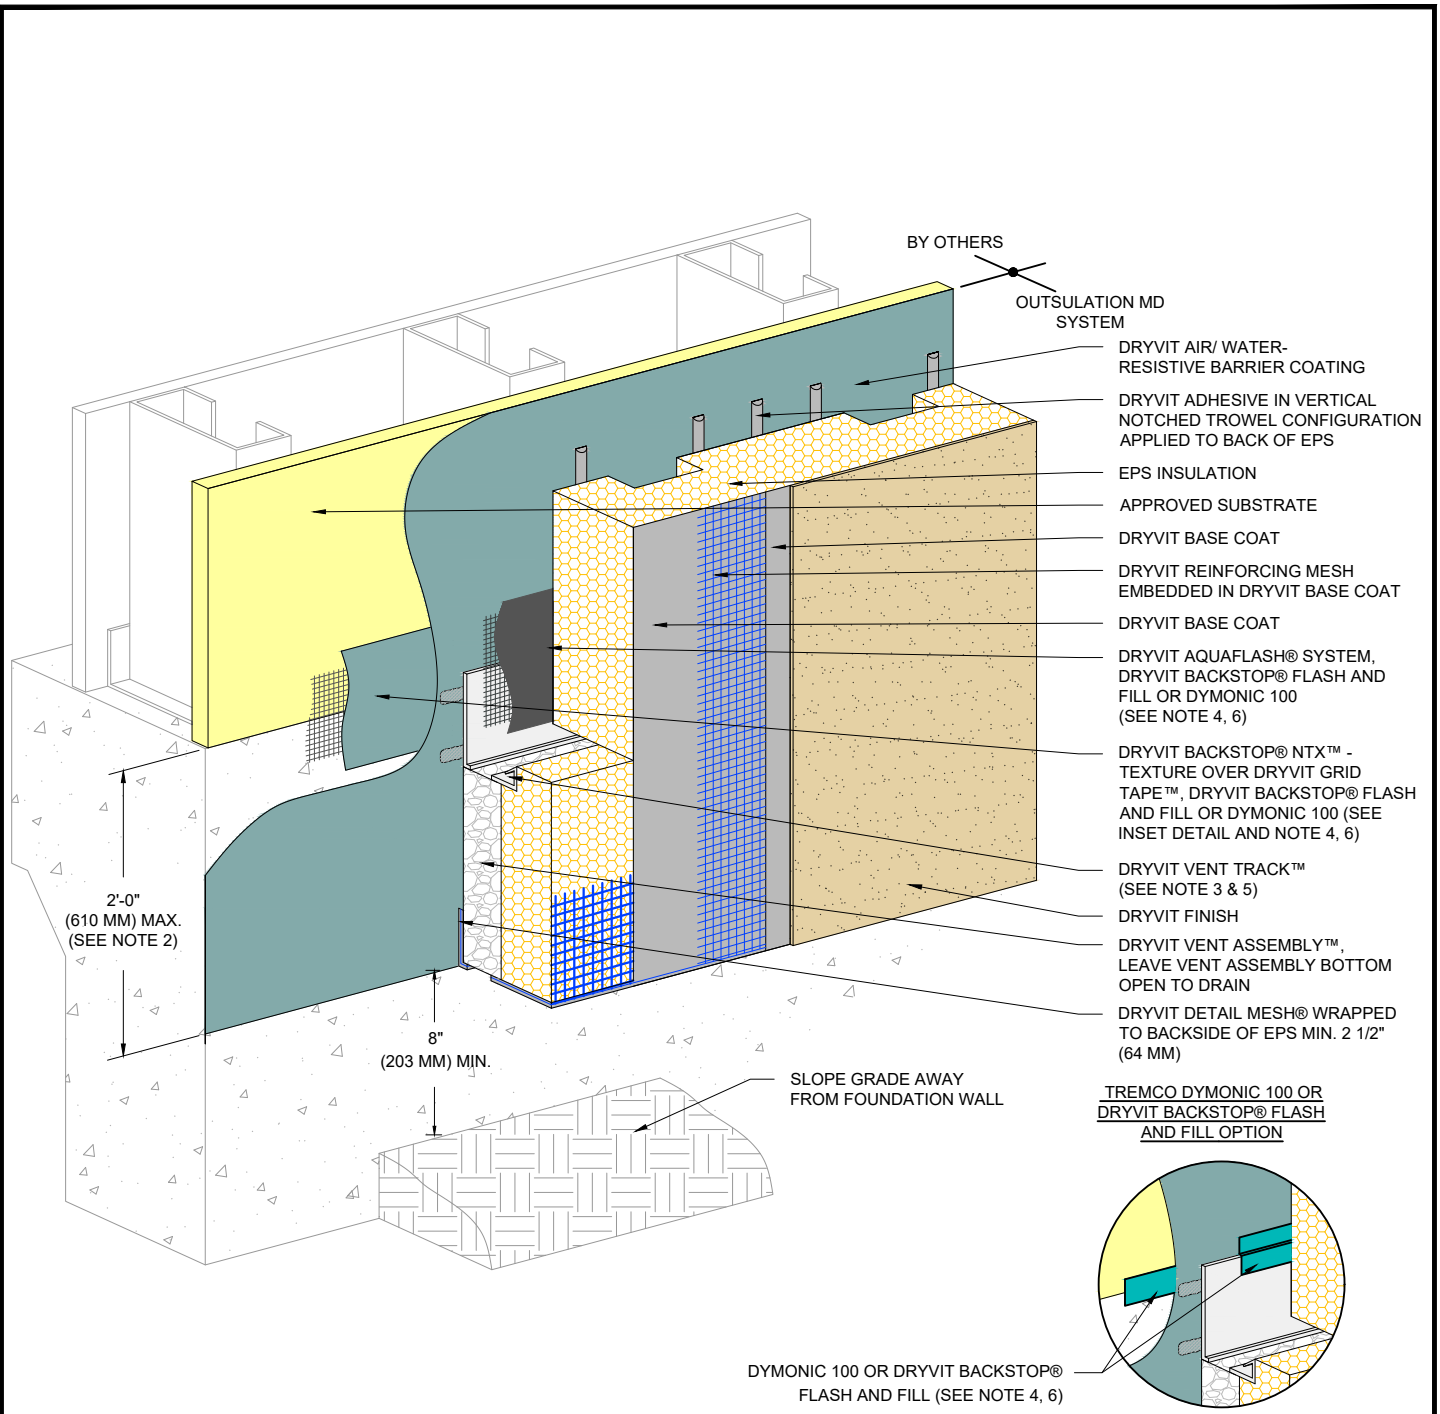 BY OTHERS
OUTSULATION MD
SYSTEM
DRYVIT AIR/ WATER-
RESISTIVE BARRIER COATING
DRYVIT ADHESIVE IN VERTICAL
NOTCHED TROWEL CONFIGURATION
APPLIED TO BACK OF EPS
EPS INSULATION
APPROVED SUBSTRATE
DRYVIT BASE COAT
DRYVIT REINFORCING MESH
EMBEDDED IN DRYVIT BASE COAT
DRYVIT BASE COAT
DRYVIT AQUAFLASH® SYSTEM,
DRYVIT BACKSTOP® FLASH AND
FILL OR DYMONIC 100
(SEE NOTE 4, 6)
DRYVIT BACKSTOP® NTX™ -
TEXTURE OVER DRYVIT GRID
TAPE™, DRYVIT BACKSTOP® FLASH
AND FILL OR DYMONIC 100 (SEE
INSET DETAIL AND NOTE 4, 6)
DRYVIT VENT TRACK™
(SEE NOTE 3 & 5)
DRYVIT FINISH
DRYVIT VENT ASSEMBLY™,
LEAVE VENT ASSEMBLY BOTTOM
OPEN TO DRAIN
DRYVIT DETAIL MESH® WRAPPED
TO BACKSIDE OF EPS MIN. 2 1/2"
(64 MM)
2'-0"
(610 MM) MAX.
(SEE NOTE 2)
8"
(203 MM) MIN.
SLOPE GRADE AWAY
FROM FOUNDATION WALL
TREMCO DYMONIC 100 OR
DRYVIT BACKSTOP® FLASH
AND FILL OPTION
DYMONIC 100 OR DRYVIT BACKSTOP®
FLASH AND FILL (SEE NOTE 4, 6)